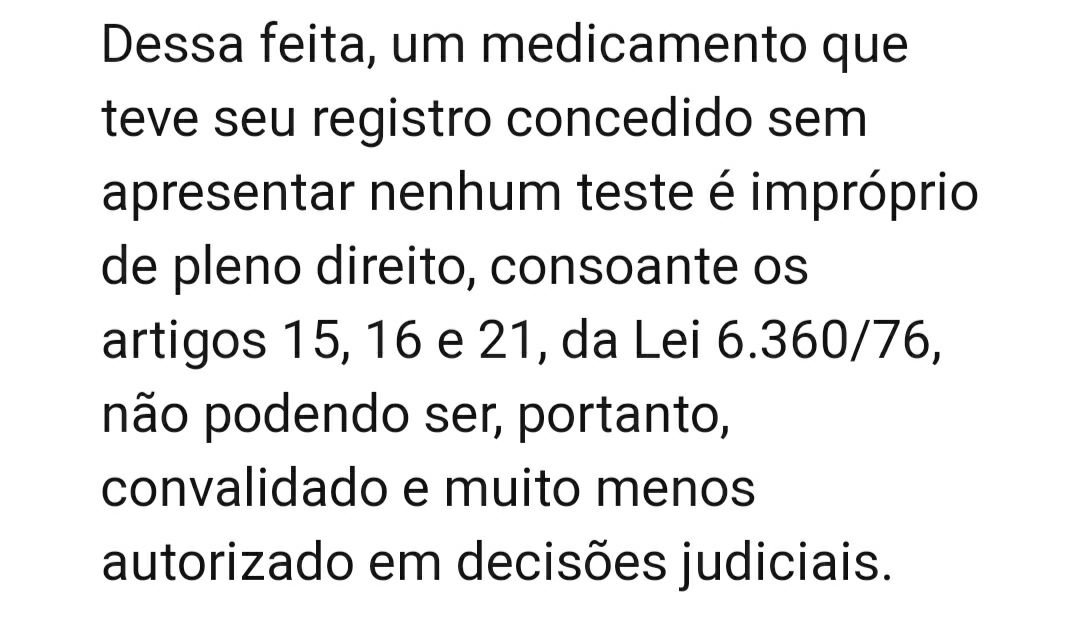 Dessa feita, um medicamento que
teve seu registro concedido sem
apresentar nenhum teste é impróprio
de pleno direito, consoante os
artigos 15, 16 e 21, da Lei 6.360/76,
não podendo ser, portanto,
convalidado e muito menos
autorizado em decisões judiciais.